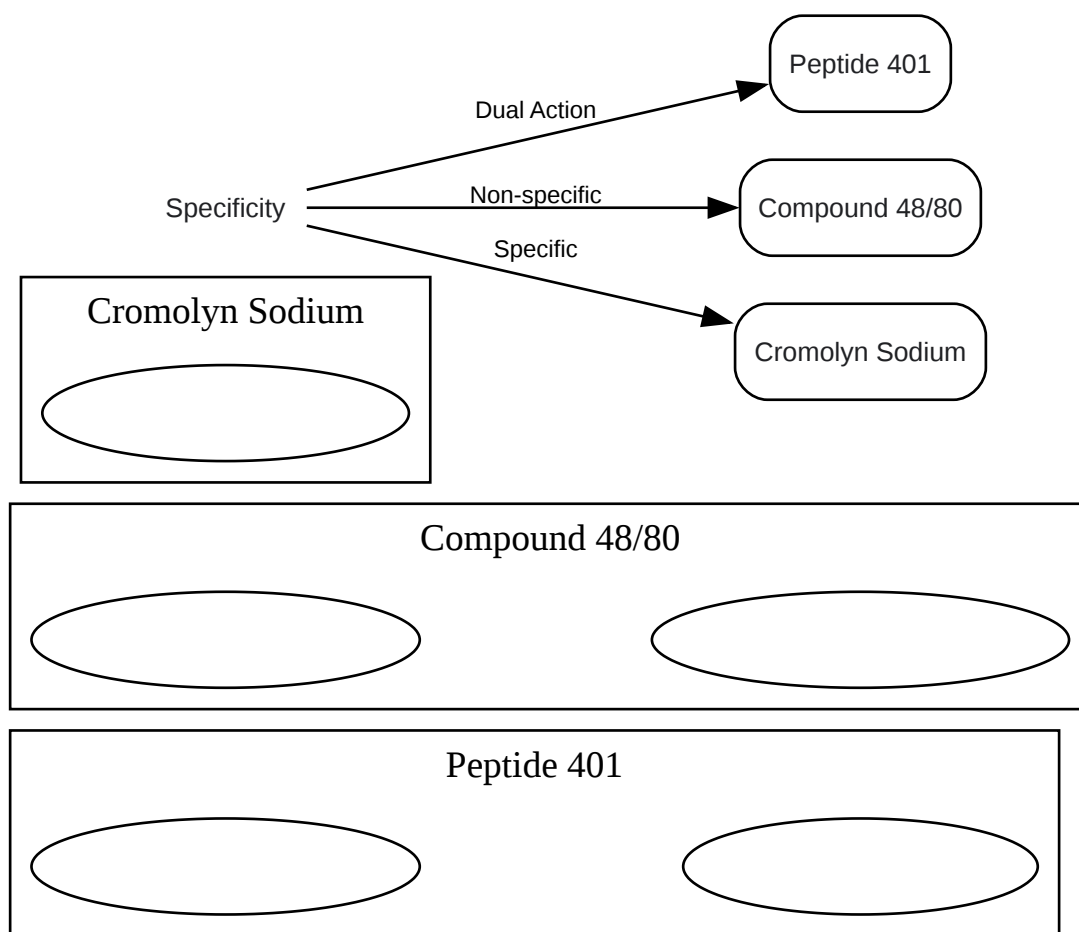 Peptide 401
Dual Action
Non-specific
Specificity
Compound 48/80
Specific
Cromolyn Sodium
Cromolyn Sodium
Compound 48/80
Peptide 401